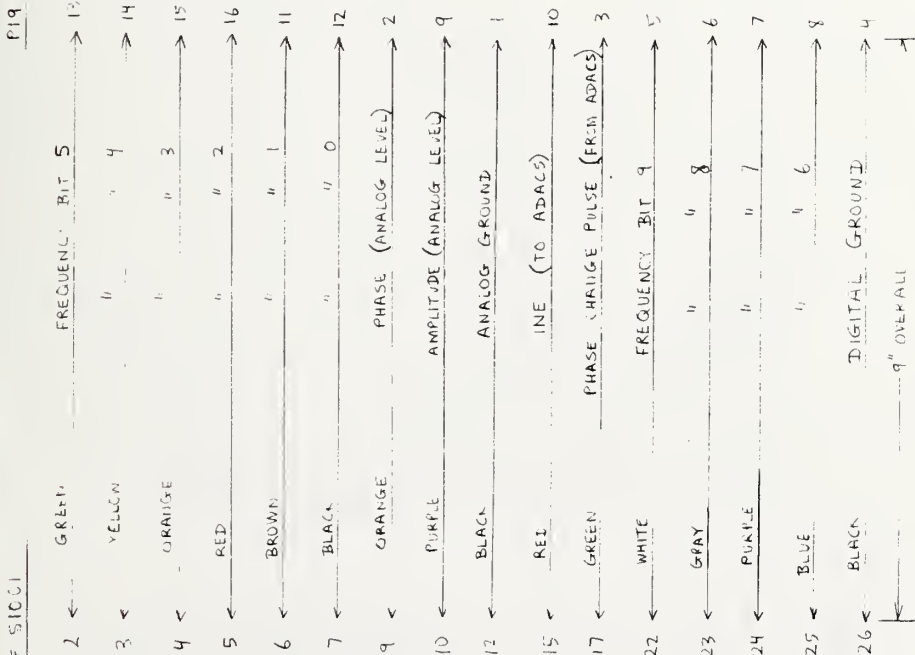 S10C1 P19
2 GREEN FREQUENC' BIT 5 13
3 YELLOW " " 4 14
4 ORANGE " " 3 15
5 RED " " 2 16
6 BROWN " " 1 11
7 BLACK " " 0 12
9 ORANGE PHASE (ANALOG LEVEL) 2
10 PURPLE AMPLITUDE (ANALOG LEVEL) 9
12 BLACK ANALOG GROUND 1
15 RED INE (TO ADACS) 10
17 GREEN PHASE CHANGE PULSE (FROM ADACS) 3
22 WHITE FREQUENCY BIT 9 5
23 GRAY " " 8 6
24 PURPLE " " 7 7
25 BLUE " " 6 8
26 BLACK DIGITAL GROUND 4
9" OVERALL